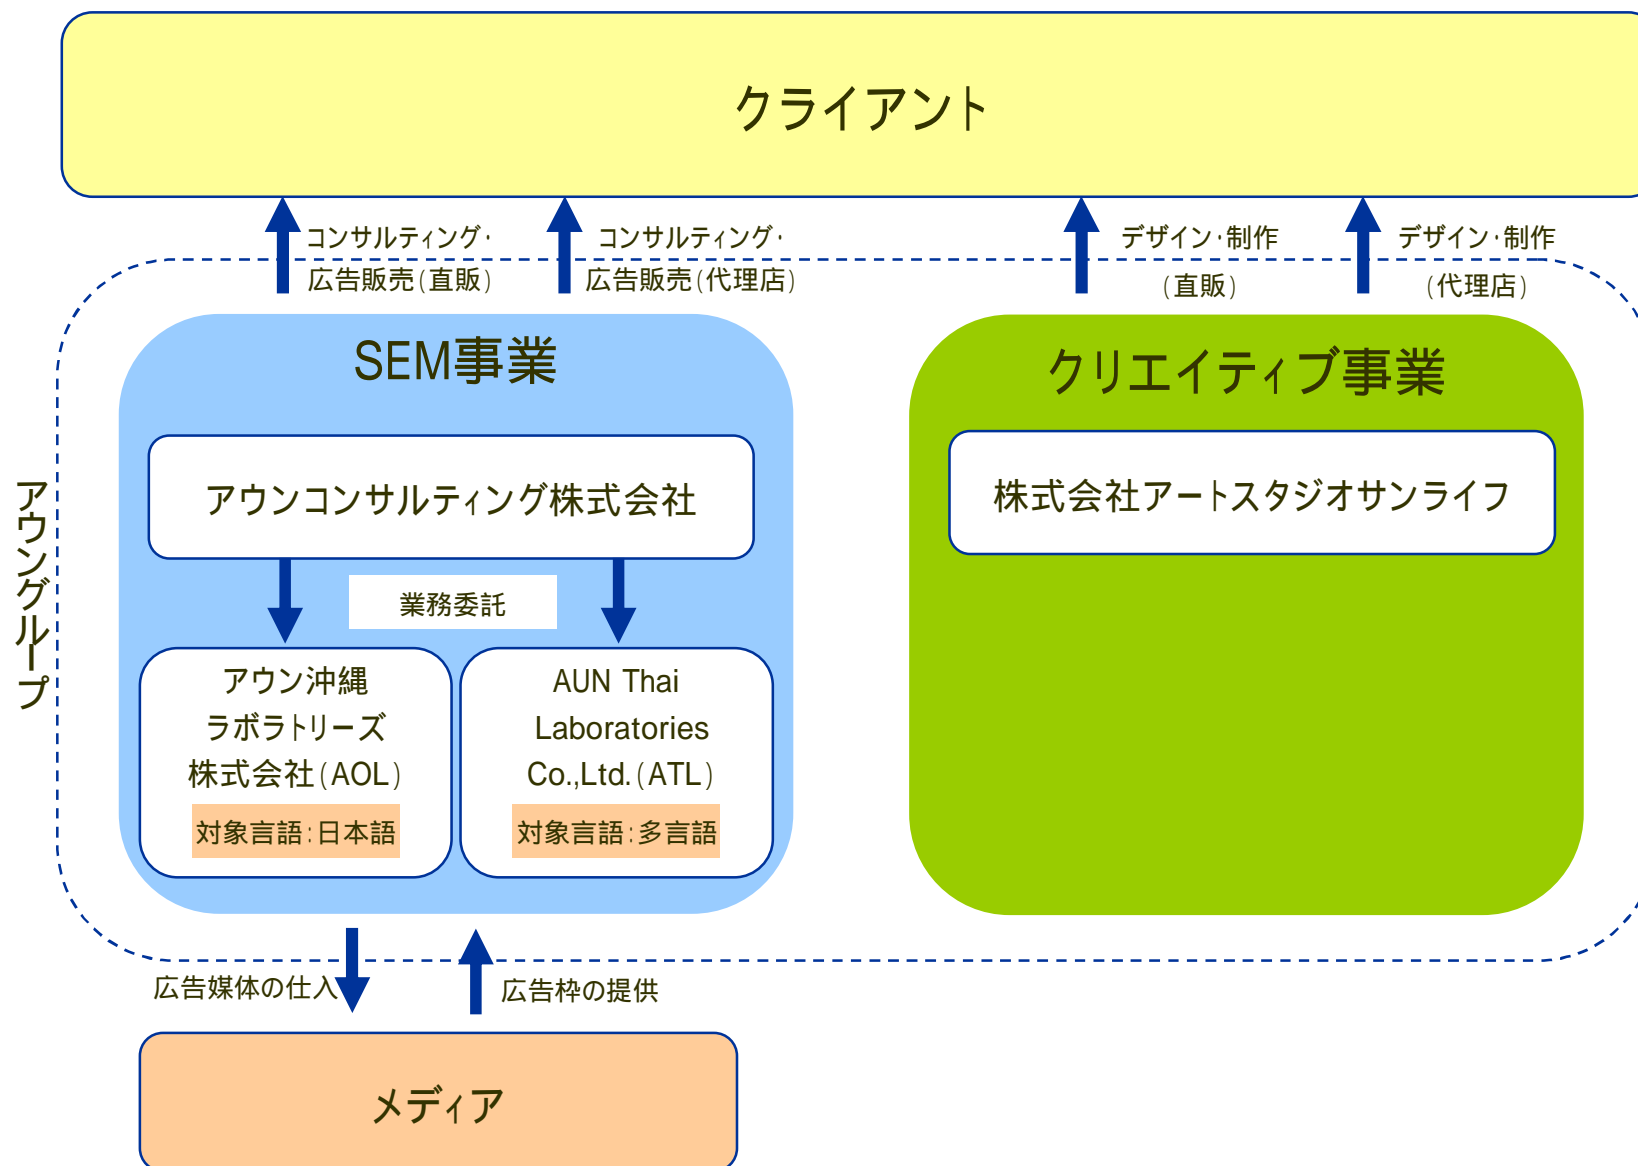 クライアント
コンサルティング・
広告販売(直販)
コンサルティング・
広告販売(代理店)
デザイン・制作
(直販)
デザイン・制作
(代理店)
アウングループ
SEM事業
アウンコンサルティング株式会社
業務委託
アウン沖縄
ラボラトリーズ
株式会社(AOL)
対象言語:日本語
AUN Thai
Laboratories
Co.,Ltd.(ATL)
対象言語:多言語
クリエイティブ事業
株式会社アートスタジオサンライフ
広告媒体の仕入
広告枠の提供
メディア